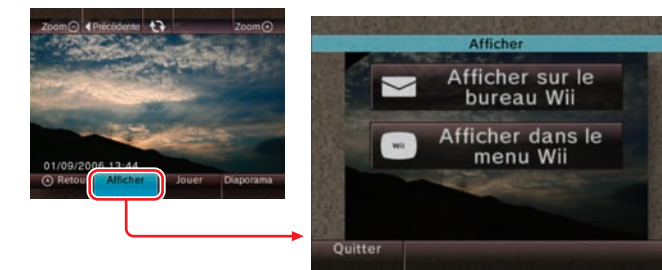 Zoom⊖ ◀Précédente Zoom⊕
01/09/2006 13:44
Retou Afficher Jouer Diaporama
Afficher
Afficher sur le
bureau Wii
Wii
Afficher dans le
menu Wii
Quitter